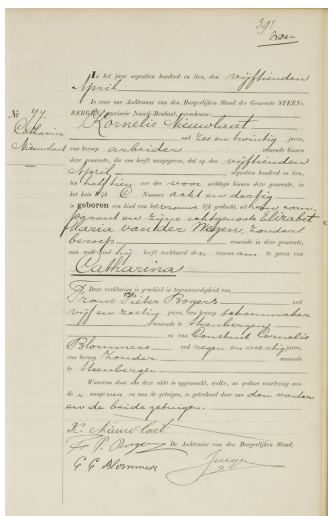 391
In het jaar negentien honderd en tien, den vijftienden
April
is voor ons Ambtenaar van den Burgerlijken Stand der Gemeente STEEN-
BERGEN, provincie Noord-Brabant, verschenen:
Kornelis Nieuwlaat
oud zes en twintig jaren,
van beroep arbeider wonende binnen
deze gemeente, die ons heeft aangegeven, dat op den vijftienden
April negentien honderd en tien,
ten half tien ure des voor middags binnen deze gemeente, in
het huis Wijk C Nummer acht en dertig
is geboren een kind van het vrouwelijk geslacht, uit hem com-
parant en zijne echtgenoote Elizabet
Maria van der Wegen, zonder
beroep wonende in deze gemeente,
van welk kind hij heeft verklaard de voornaam te geven van
Catharina
No 77
Catharina
Nieuwlaat
Deze verklaring is geschied in tegenwoordigheid van
Frans Pieter Bogers oud
vijf en zestig jaren, van beroep schoenmaker
wonende te Steenbergen
en van Constant Cornelis
Blommers oud negen en veertig jaren,
van beroep zonder wonende
te Steenbergen
Waarvan door ons deze akte is opgemaakt, welke, na gedane voorlezing aan
de aangever en aan de getuigen, is geteekend door ons, den vader
en de beide getuigen.
K. Nieuwlaat
F. P. Bogers
De Ambtenaar van den Burgerlijken Stand,
C C Blommers